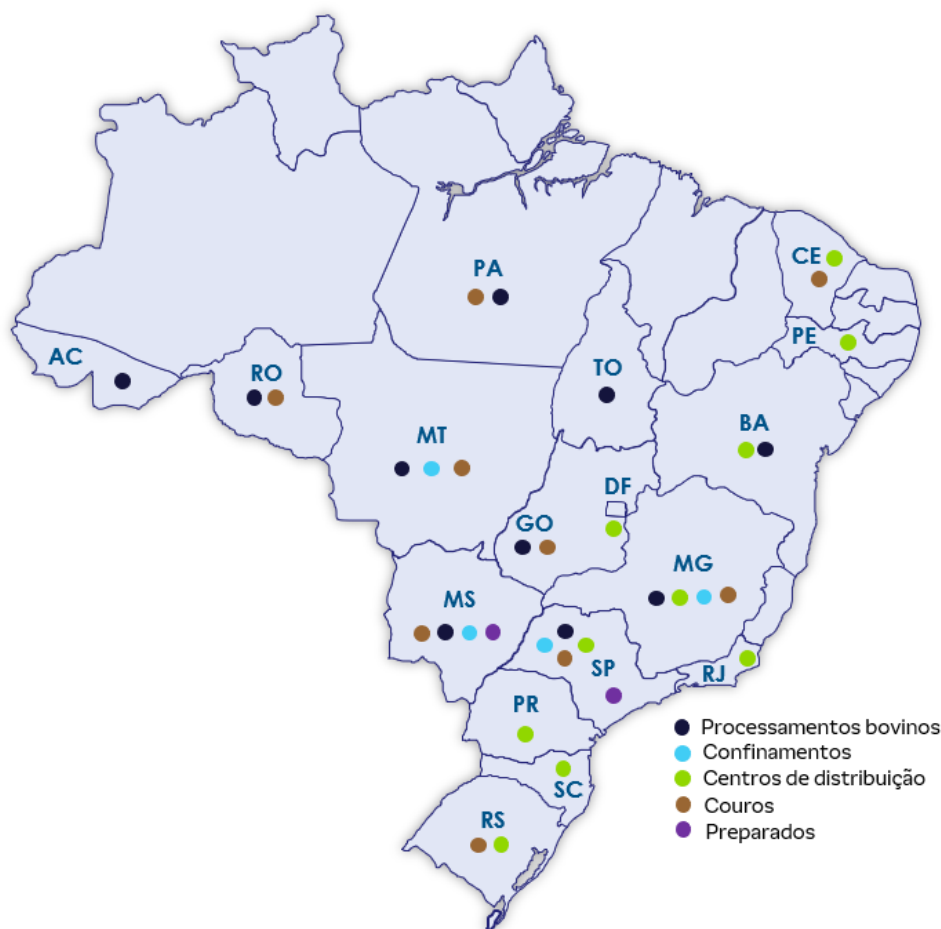 CE
PA
PE
AC
RO
TO
BA
MT
DF
GO
MG
MS
SP
RJ
PR
SC
RS
Processamentos bovinos
Confinamentos
Centros de distribuição
Couros
Preparados